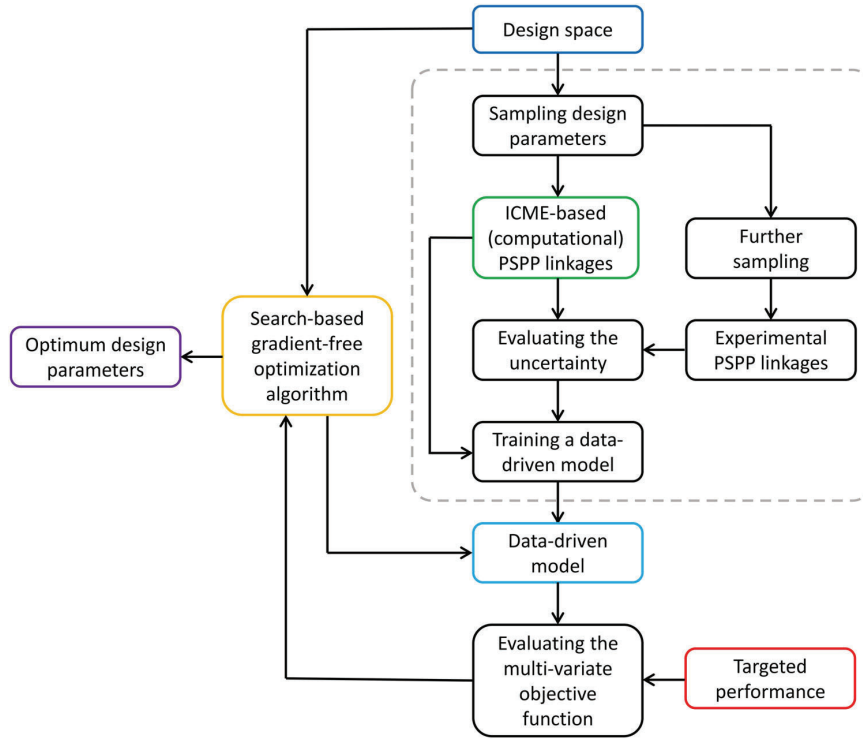 Design space
Sampling design
parameters
ICME-based
(computational)
PSPP linkages
Further
sampling
Search-based
gradient-free
optimization
algorithm
Optimum design
parameters
Evaluating the
uncertainty
Experimental
PSPP linkages
Training a data-
driven model
Data-driven
model
Evaluating the
multi-variate
objective
function
Targeted
performance